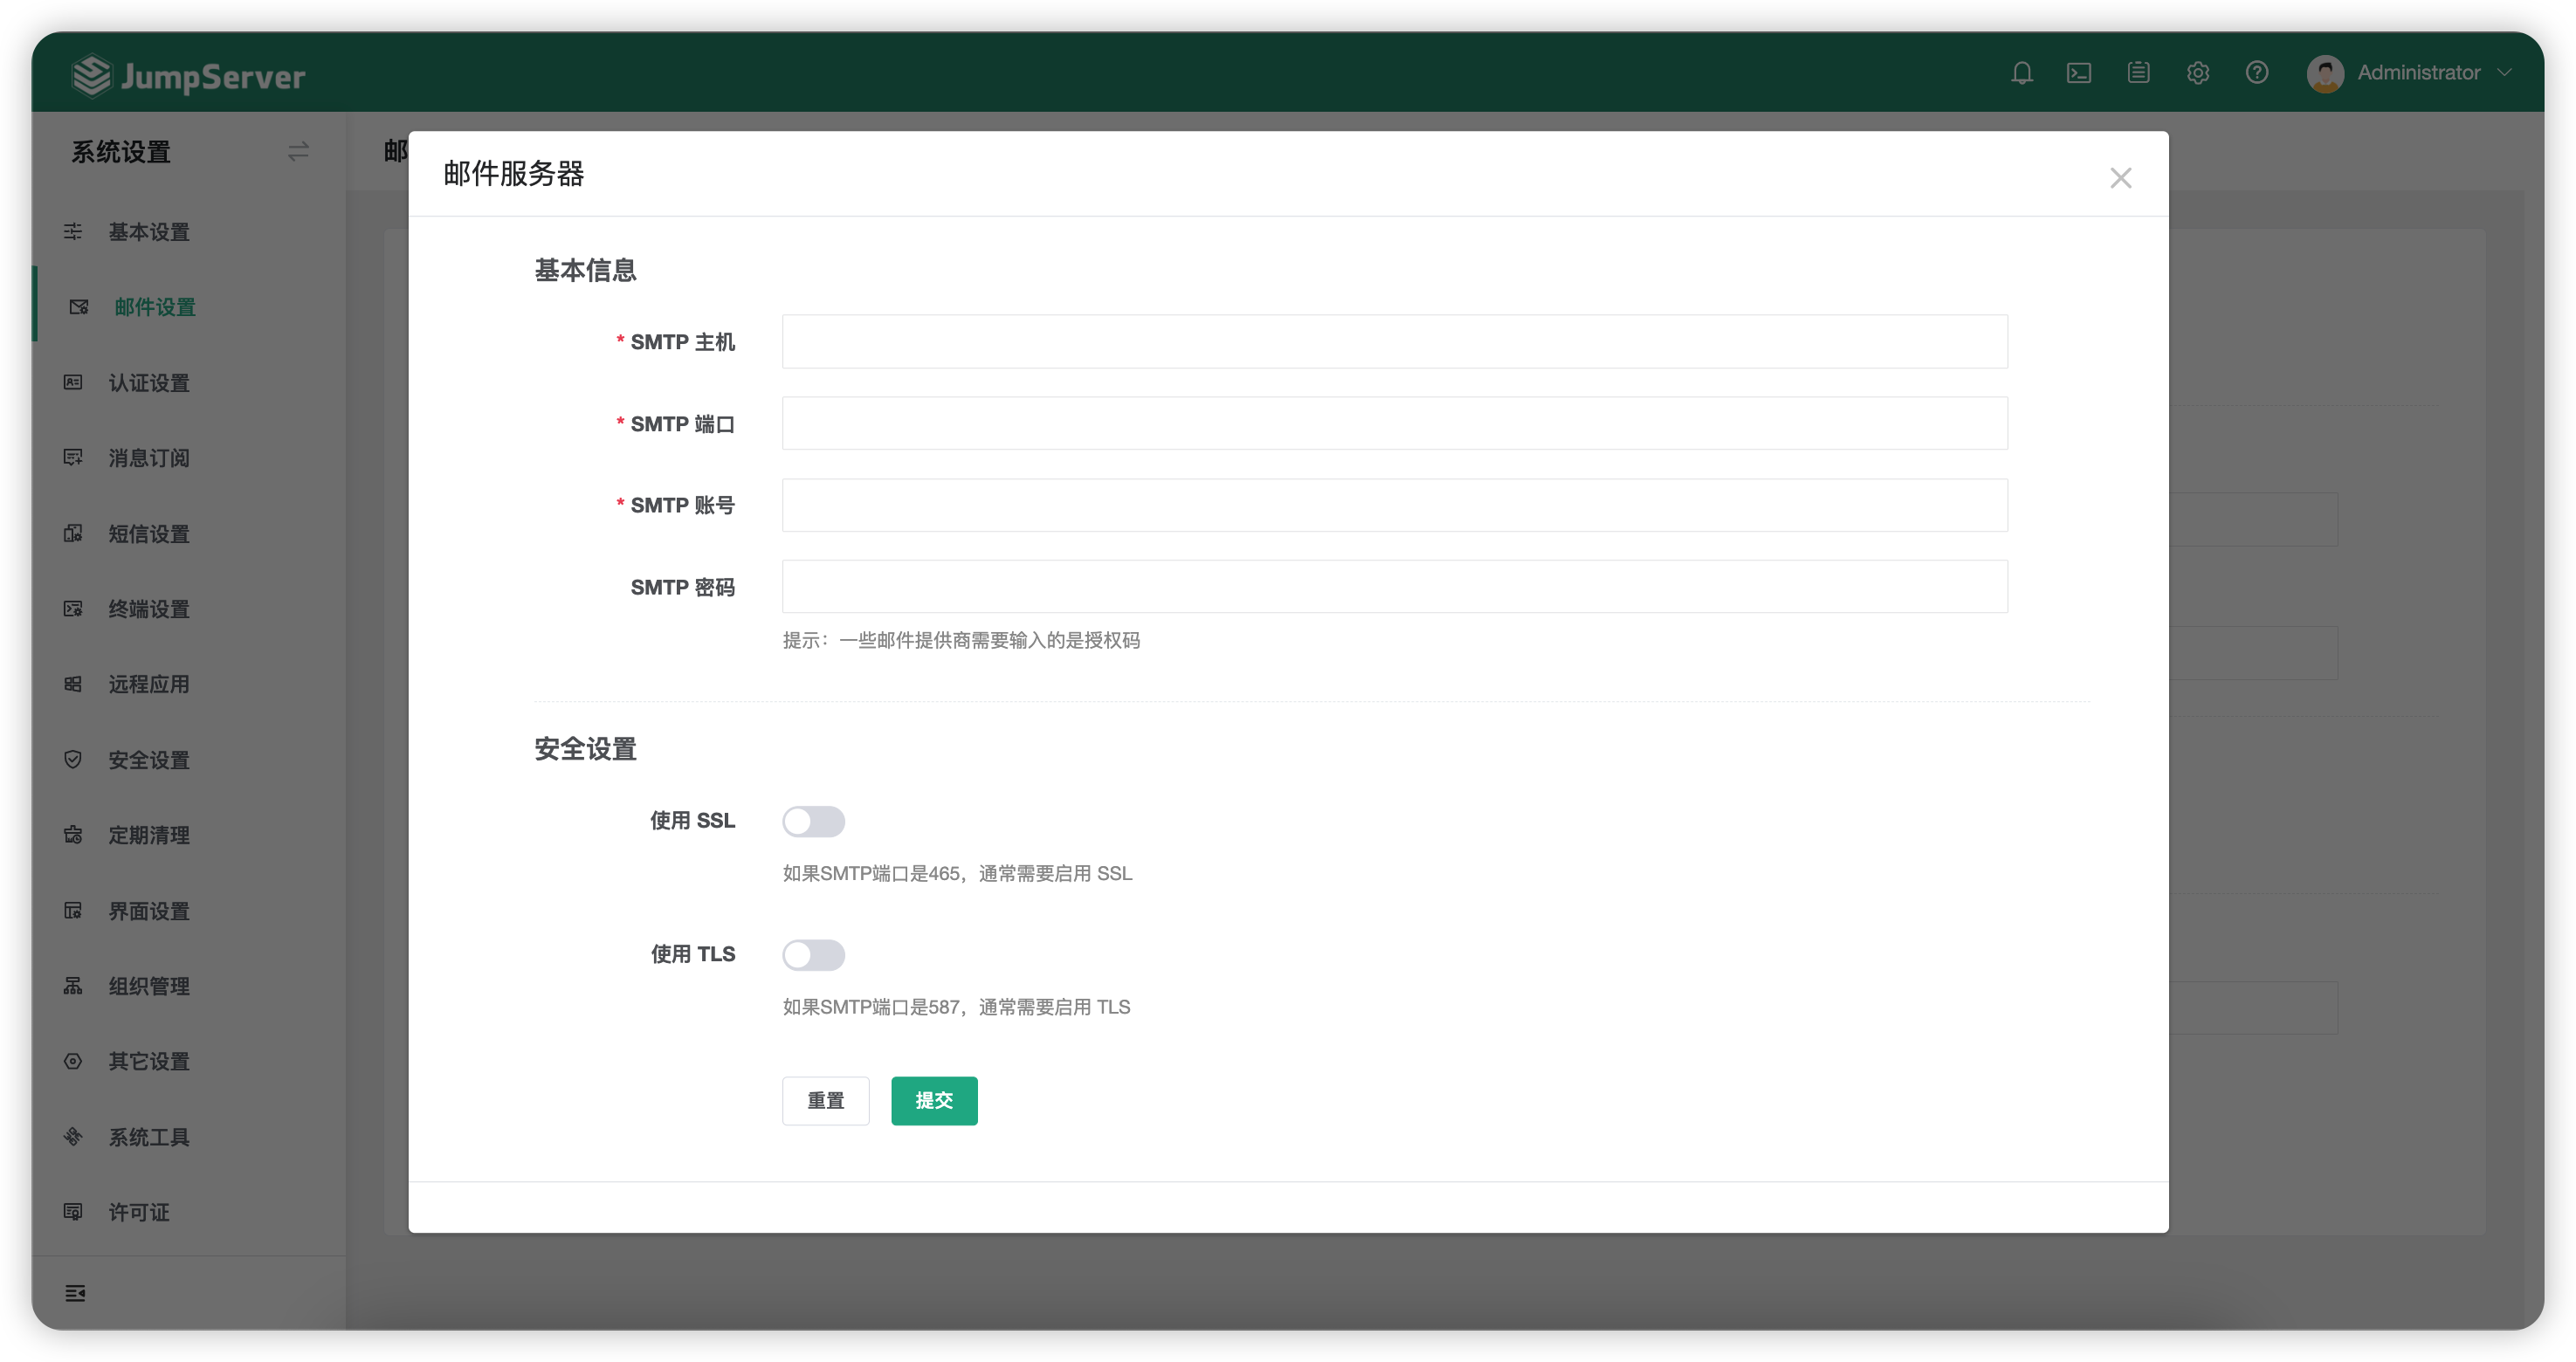 JumpServer
Administrator
系统设置
邮
基本设置
邮件设置
认证设置
消息订阅
短信设置
终端设置
远程应用
安全设置
定期清理
界面设置
组织管理
其它设置
系统工具
许可证
邮件服务器
基本信息
* SMTP 主机
* SMTP 端口
* SMTP 账号
SMTP 密码
提示：一些邮件提供商需要输入的是授权码
安全设置
使用 SSL
如果SMTP端口是465，通常需要启用 SSL
使用 TLS
如果SMTP端口是587，通常需要启用 TLS
重置 提交